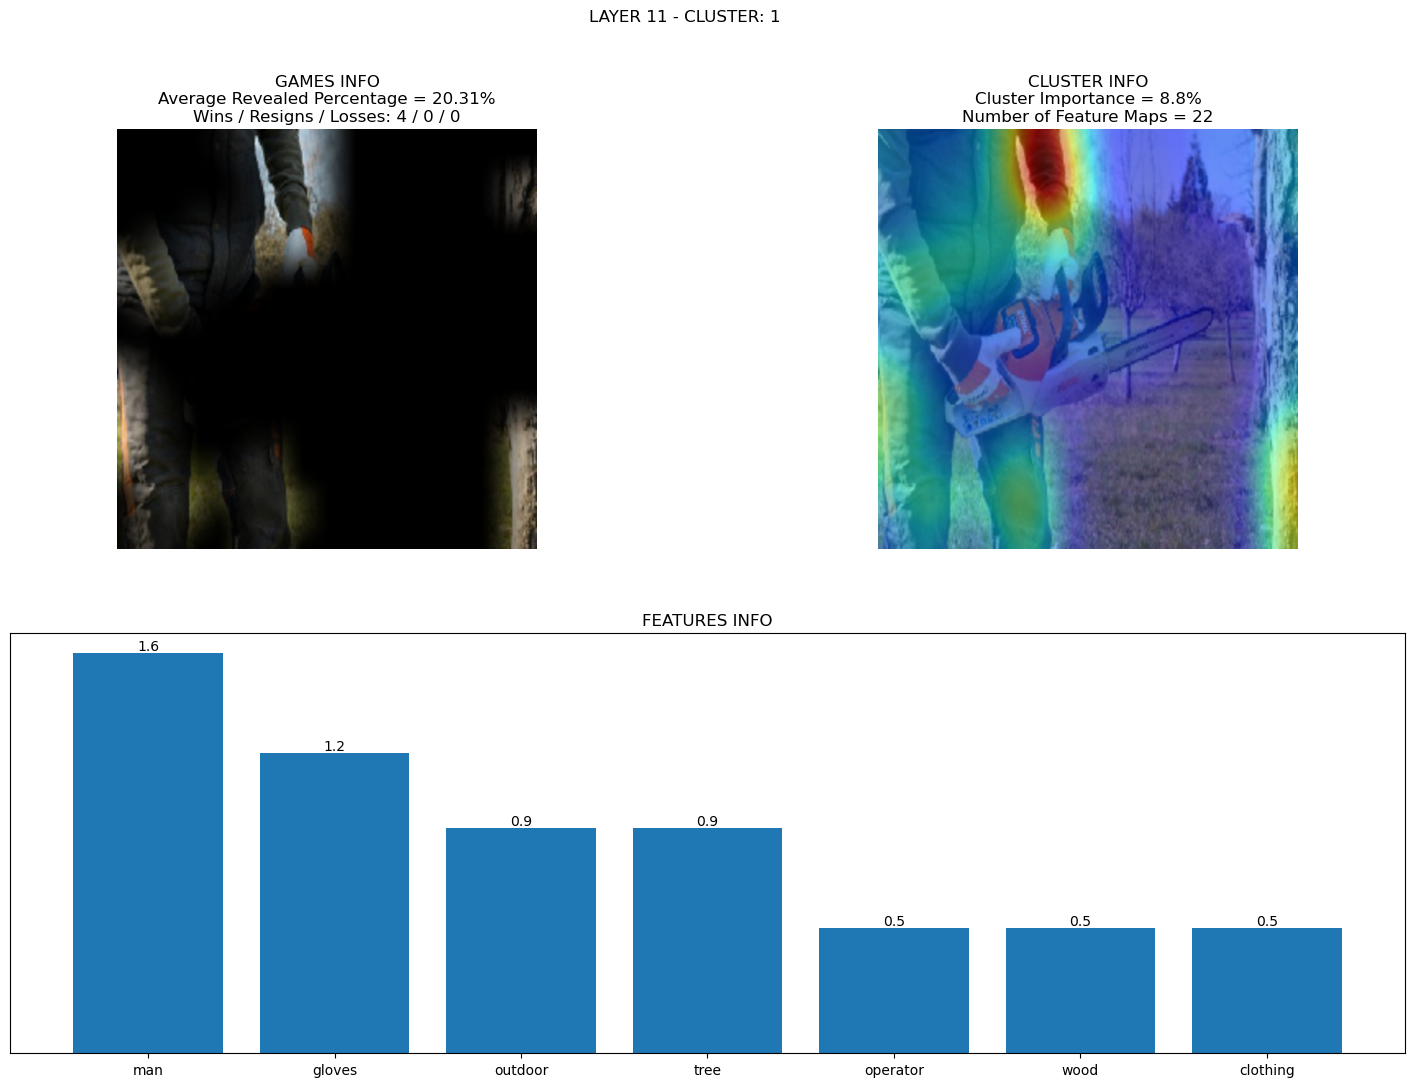 LAYER 11 - CLUSTER: 1
GAMES INFO
Average Revealed Percentage = 20.31%
Wins / Resigns / Losses: 4 / 0 / 0
CLUSTER INFO
Cluster Importance = 8.8%
Number of Feature Maps = 22
FEATURES INFO
1.6
1.2
0.9
0.9
0.5
0.5
0.5
man
gloves
outdoor
tree
operator
wood
clothing